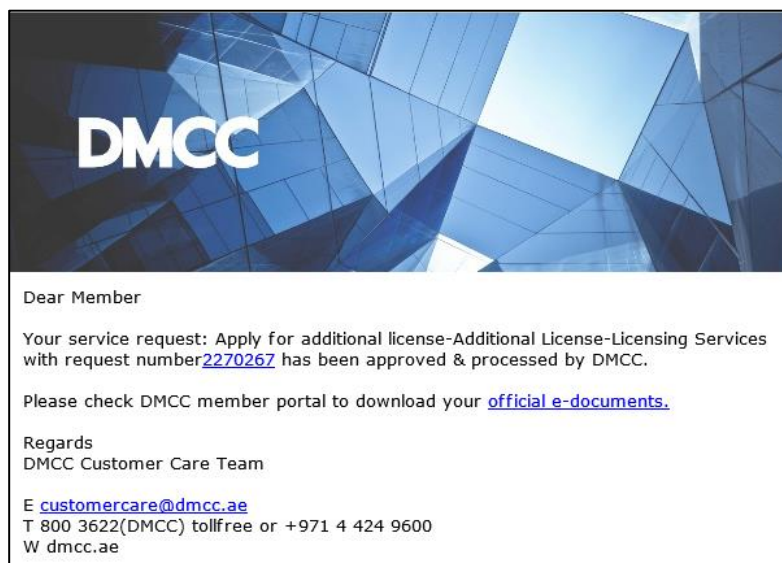 DMCC
Dear Member
Your service request: Apply for additional license-Additional License-Licensing Services
with request number2270267 has been approved & processed by DMCC.
Please check DMCC member portal to download your official e-documents.
Regards
DMCC Customer Care Team
E customercare@dmcc.ae
T 800 3622(DMCC) tollfree or +971 4 424 9600
W dmcc.ae